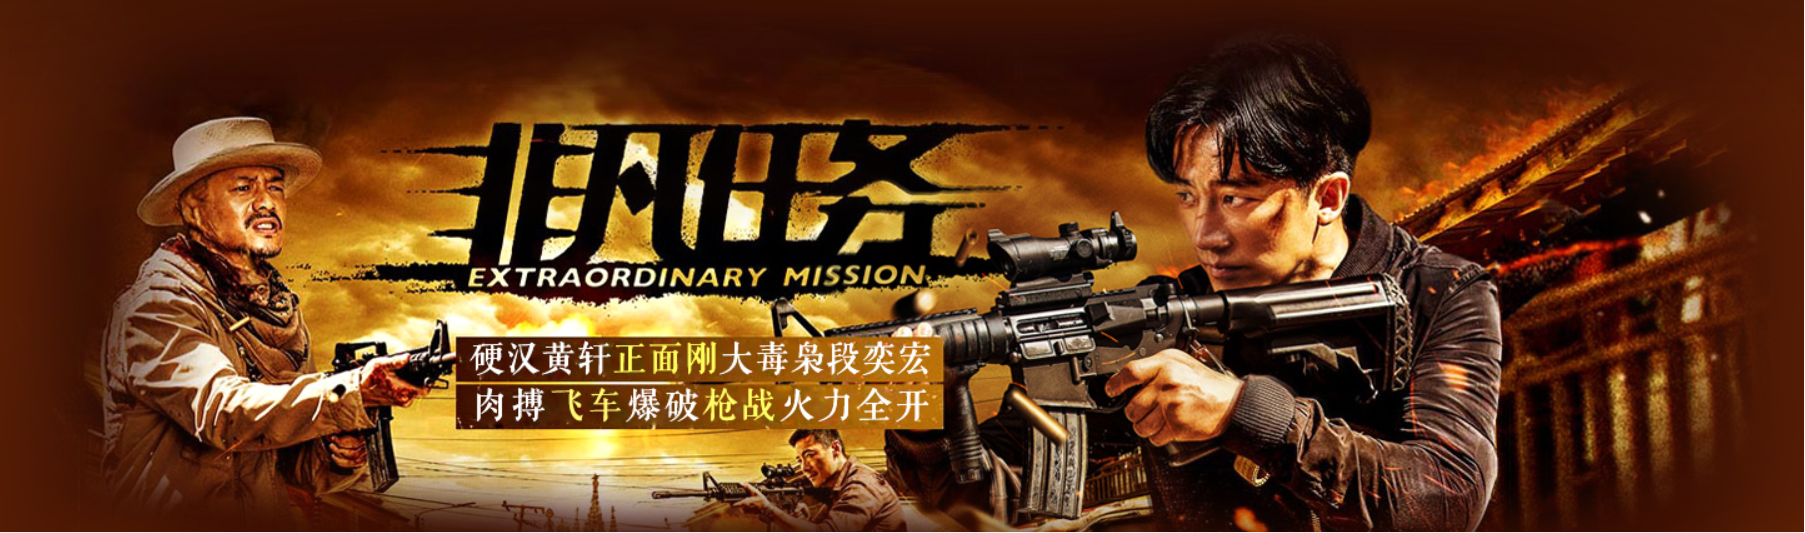 非凡任务
EXTRAORDINARY MISSION
硬汉黄轩正面刚大毒枭段奕宏
肉搏飞车爆破枪战火力全开